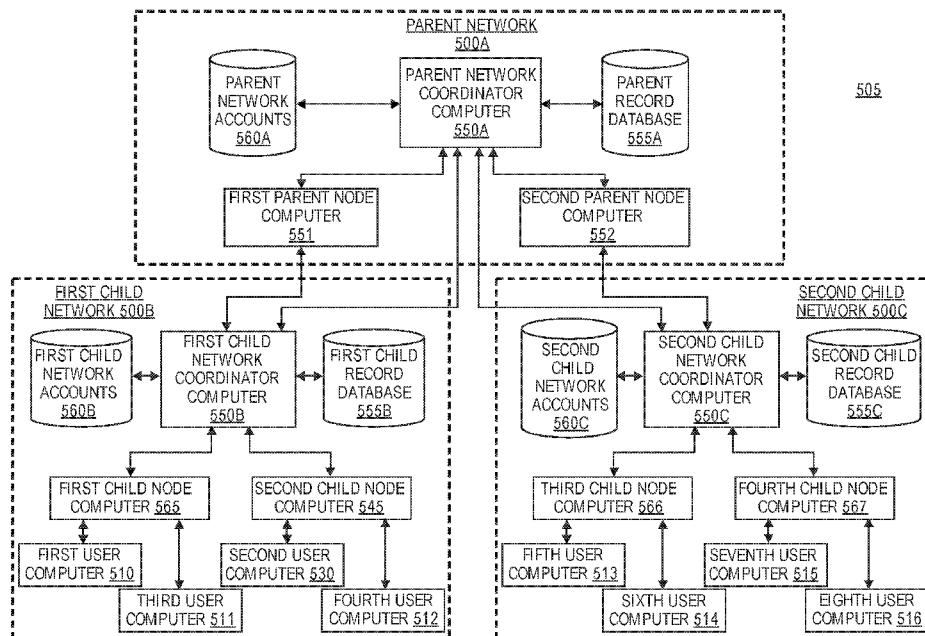 PARENT NETWORK
500A
PARENT
NETWORK
ACCOUNTS
560A
PARENT NETWORK
COORDINATOR
COMPUTER
550A
PARENT
RECORD
DATABASE
555A
505
FIRST PARENT NODE
COMPUTER
551
SECOND PARENT NODE
COMPUTER
552
FIRST CHILD
NETWORK 500B
FIRST CHILD
NETWORK
ACCOUNTS
560B
FIRST CHILD
NETWORK
COORDINATOR
COMPUTER
550B
FIRST CHILD
RECORD
DATABASE
555B
FIRST CHILD NODE
COMPUTER 565
SECOND CHILD NODE
COMPUTER 545
FIRST USER
COMPUTER 510
SECOND USER
COMPUTER 530
THIRD USER
COMPUTER 511
FOURTH USER
COMPUTER 512
SECOND CHILD
NETWORK 500C
SECOND
CHILD
NETWORK
ACCOUNTS
560C
SECOND CHILD
NETWORK
COORDINATOR
COMPUTER
550C
SECOND CHILD
RECORD
DATABASE
555C
THIRD CHILD NODE
COMPUTER 566
FOURTH CHILD NODE
COMPUTER 567
FIFTH USER
COMPUTER 513
SEVENTH USER
COMPUTER 515
SIXTH USER
COMPUTER 514
EIGHTH USER
COMPUTER 516